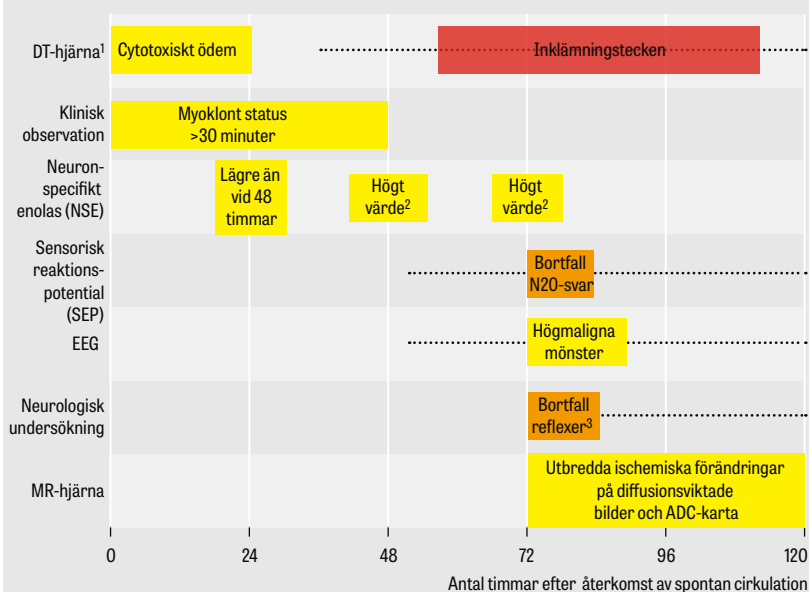 DT-hjärna¹
Cytotoxiskt ödem
Inklämningstecken
Klinisk
observation
Myoklont status
>30 minuter
Neuron-
specifikt
enolas (NSE)
Lägre än
vid 48
timmar
Högt
värde²
Högt
värde²
Sensorisk
reaktions-
potential
(SEP)
Bortfall
N20-svar
EEG
Högmaligna
mönster
Neurologisk
undersökning
Bortfall
reflexer³
MR-hjärna
Utbredda ischemiska förändringar
på diffusionsviktade
bilder och ADC-karta
0 24 48 72 96 120
Antal timmar efter återkomst av spontan cirkulation